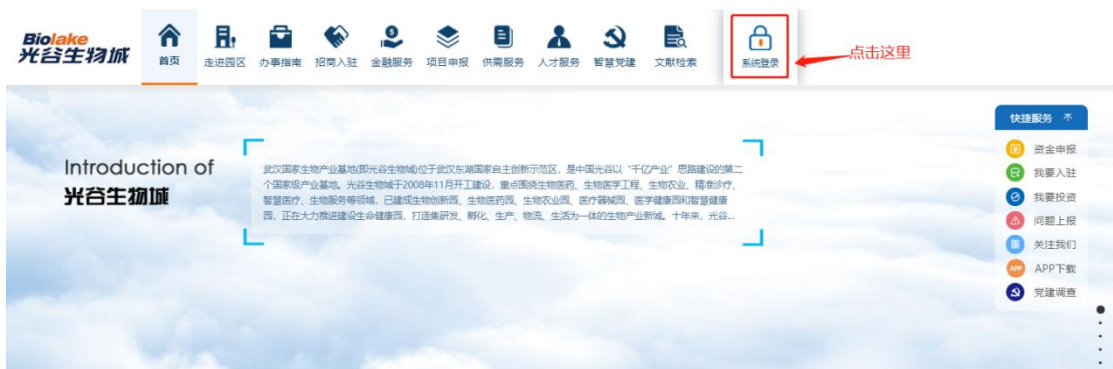 Biolake
光谷生物城
首页
走进园区
办事指南
招商入驻
金融服务
项目申报
供需服务
人才服务
智慧党建
文献检索
系统登录
点击这里
Introduction of
光谷生物城
武汉国家生物产业基地(即光谷生物城)位于武汉东湖国家自主创新示范区，是中国光谷以“千亿产业”思路建设的第二
个国家级产业基地。光谷生物城于2008年11月开工建设，重点围绕生物医药、生物医学工程、生物农业、精准诊疗、
智慧医疗、生物服务等领域，已建成生物创新园、生物医药园、生物农业园、医疗器械园、医学健康园和智慧健康
园，正在大力推进建设生命健康园，打造集研发、孵化、生产、物流、生活为一体的生物产业新城。十年来，光谷...
快捷服务
资金申报
我要入驻
我要投资
问题上报
关注我们
APP
APP下载
党建调查